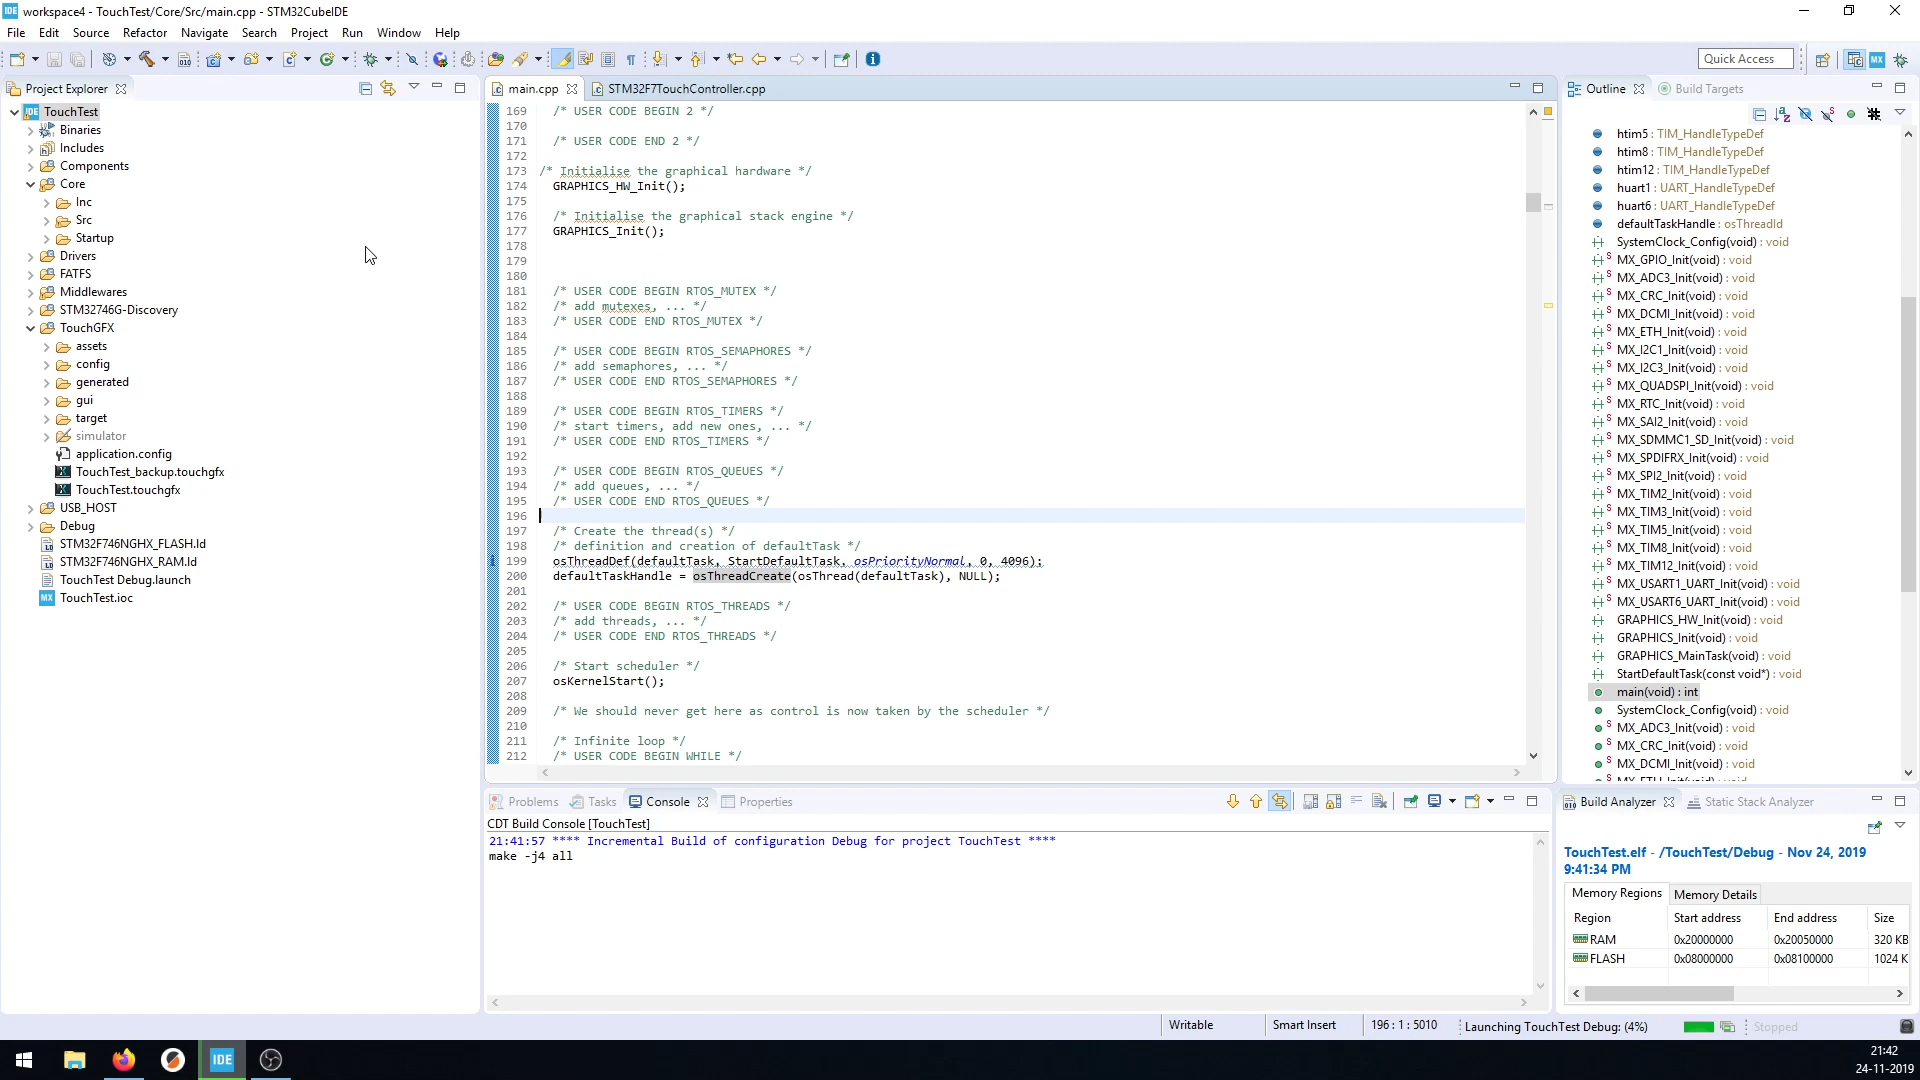 workspace4 - TouchTest/Core/Src/main.cpp - STM32CubeIDE
File Edit Source Refactor Navigate Search Project Run Window Help
Quick Access
Project Explorer
TouchTest
Binaries
Includes
Components
Core
Inc
Src
Startup
Drivers
FATFS
Middlewares
STM32746G-Discovery
TouchGFX
assets
config
generated
gui
target
simulator
application.config
TouchTest_backup.touchgfx
TouchTest.touchgfx
USB_HOST
Debug
STM32F746NGHX_FLASH.ld
STM32F746NGHX_RAM.ld
TouchTest Debug.launch
TouchTest.ioc
main.cpp STM32F7TouchController.cpp
169 /* USER CODE BEGIN 2 */
170
171 /* USER CODE END 2 */
172
173 /* Initialise the graphical hardware */
174 GRAPHICS_HW_Init();
175
176 /* Initialise the graphical stack engine */
177 GRAPHICS_Init();
178
179
180
181 /* USER CODE BEGIN RTOS_MUTEX */
182 /* add mutexes, ... */
183 /* USER CODE END RTOS_MUTEX */
184
185 /* USER CODE BEGIN RTOS_SEMAPHORES */
186 /* add semaphores, ... */
187 /* USER CODE END RTOS_SEMAPHORES */
188
189 /* USER CODE BEGIN RTOS_TIMERS */
190 /* start timers, add new ones, ... */
191 /* USER CODE END RTOS_TIMERS */
192
193 /* USER CODE BEGIN RTOS_QUEUES */
194 /* add queues, ... */
195 /* USER CODE END RTOS_QUEUES */
196
197 /* Create the thread(s) */
198 /* definition and creation of defaultTask */
199 osThreadDef(defaultTask, StartDefaultTask, osPriorityNormal, 0, 4096);
200 defaultTaskHandle = osThreadCreate(osThread(defaultTask), NULL);
201
202 /* USER CODE BEGIN RTOS_THREADS */
203 /* add threads, ... */
204 /* USER CODE END RTOS_THREADS */
205
206 /* Start scheduler */
207 osKernelStart();
208
209 /* We should never get here as control is now taken by the scheduler */
210
211 /* Infinite loop */
212 /* USER CODE BEGIN WHILE */
Outline Build Targets
htim5 : TIM_HandleTypeDef
htim8 : TIM_HandleTypeDef
htim12 : TIM_HandleTypeDef
huart1 : UART_HandleTypeDef
huart6 : UART_HandleTypeDef
defaultTaskHandle : osThreadId
SystemClock_Config(void) : void
MX_GPIO_Init(void) : void
MX_ADC3_Init(void) : void
MX_CRC_Init(void) : void
MX_DCMI_Init(void) : void
MX_ETH_Init(void) : void
MX_I2C1_Init(void) : void
MX_I2C3_Init(void) : void
MX_QUADSPI_Init(void) : void
MX_RTC_Init(void) : void
MX_SAI2_Init(void) : void
MX_SDMMC1_SD_Init(void) : void
MX_SPDIFRX_Init(void) : void
MX_SPI2_Init(void) : void
MX_TIM2_Init(void) : void
MX_TIM3_Init(void) : void
MX_TIM5_Init(void) : void
MX_TIM8_Init(void) : void
MX_TIM12_Init(void) : void
MX_USART1_UART_Init(void) : void
MX_USART6_UART_Init(void) : void
GRAPHICS_HW_Init(void) : void
GRAPHICS_Init(void) : void
GRAPHICS_MainTask(void) : void
StartDefaultTask(const void*) : void
main(void) : int
SystemClock_Config(void) : void
MX_ADC3_Init(void) : void
MX_CRC_Init(void) : void
MX_DCMI_Init(void) : void
Problems Tasks Console Properties
CDT Build Console [TouchTest]
21:41:57 **** Incremental Build of configuration Debug for project TouchTest ****
make -j4 all
Build Analyzer Static Stack Analyzer
TouchTest.elf - /TouchTest/Debug - Nov 24, 2019
9:41:34 PM
Memory Regions Memory Details
Region Start address End address Size
RAM 0x20000000 0x20050000 320 KB
FLASH 0x08000000 0x08100000 1024 K
Writable Smart Insert 196 : 1 : 5010 Launching TouchTest Debug: (4%) Stopped
IDE
21:42
24-11-2019